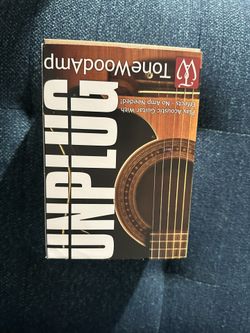 ToneWoodAmp
Play Acoustic Guitar With
Effects - No Amp Needed!
UNPLUG